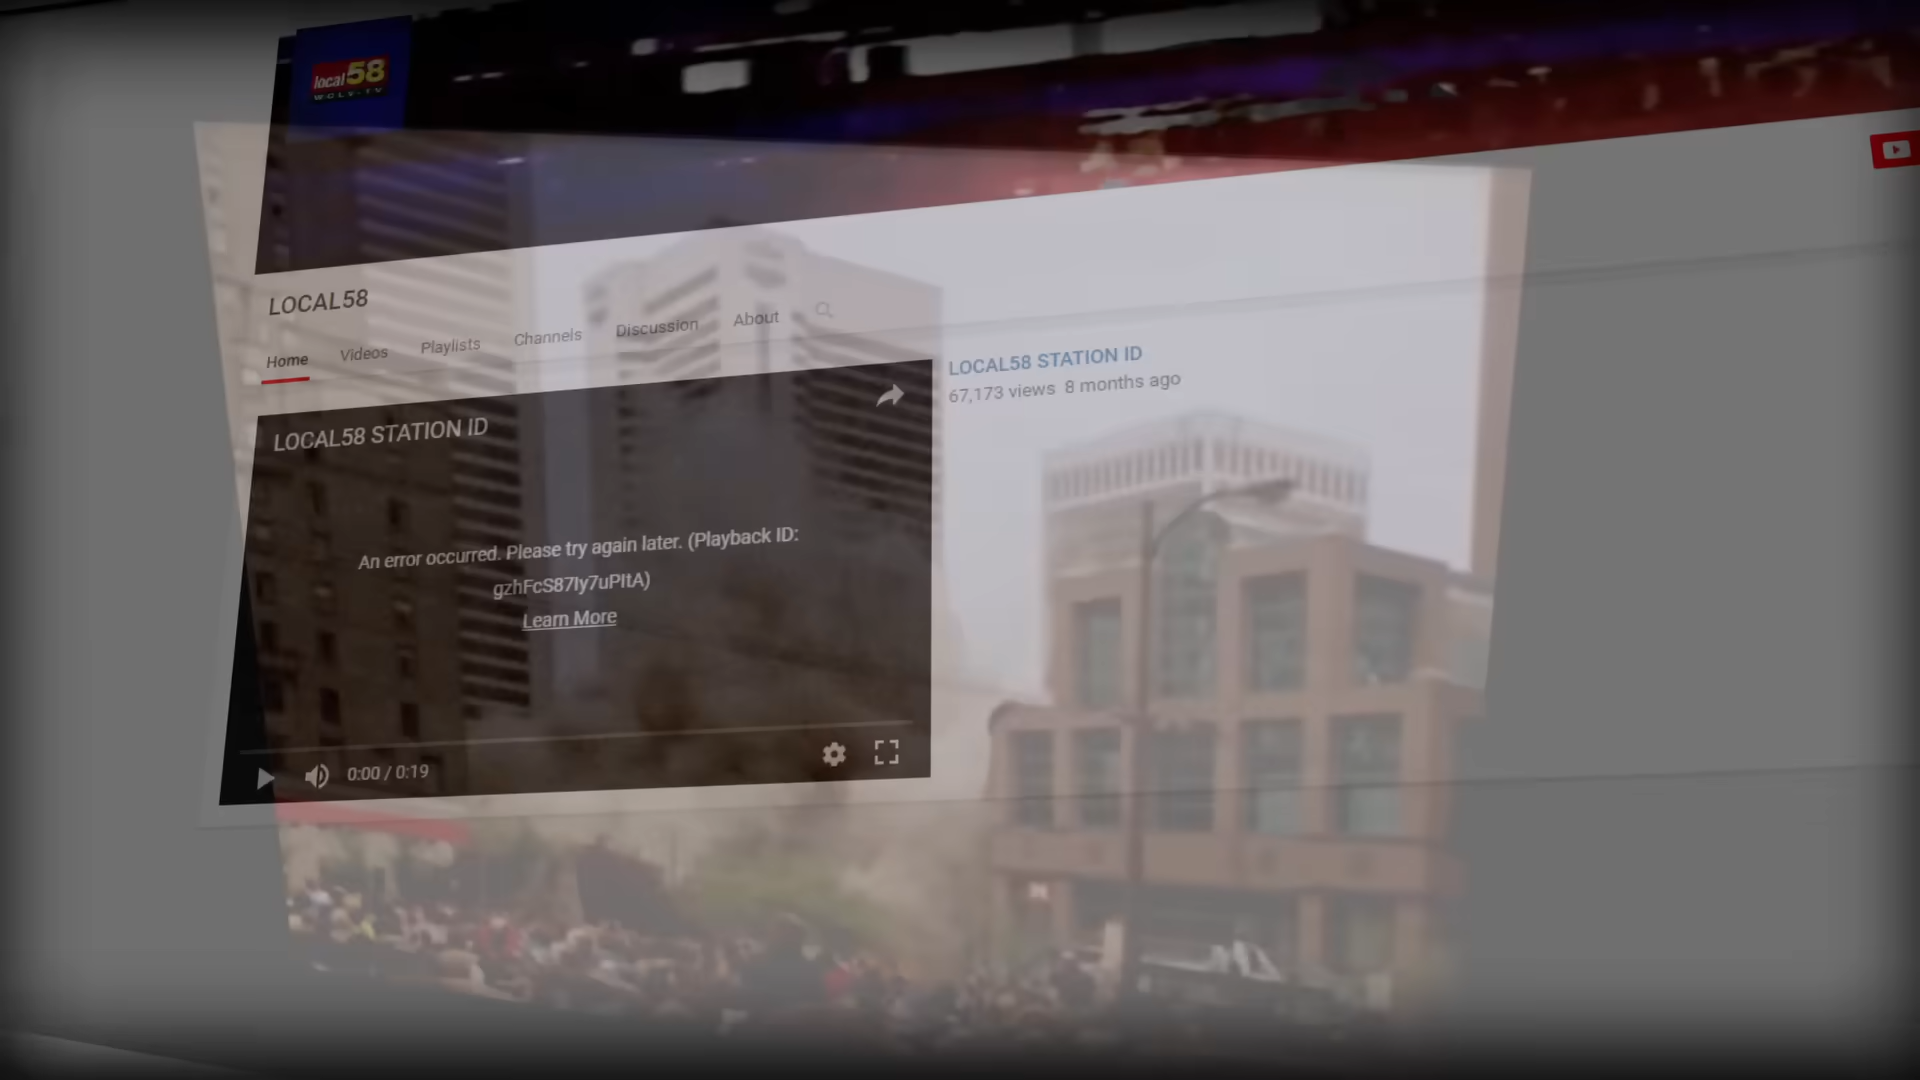 local58
WCLV-TV
LOCAL58
Home Videos Playlists Channels Discussion About
LOCAL58 STATION ID
67,173 views 8 months ago
LOCAL58 STATION ID
An error occurred. Please try again later. (Playback ID:
gzhFcS87Iy7uPItA)
Learn More
0:00 / 0:19